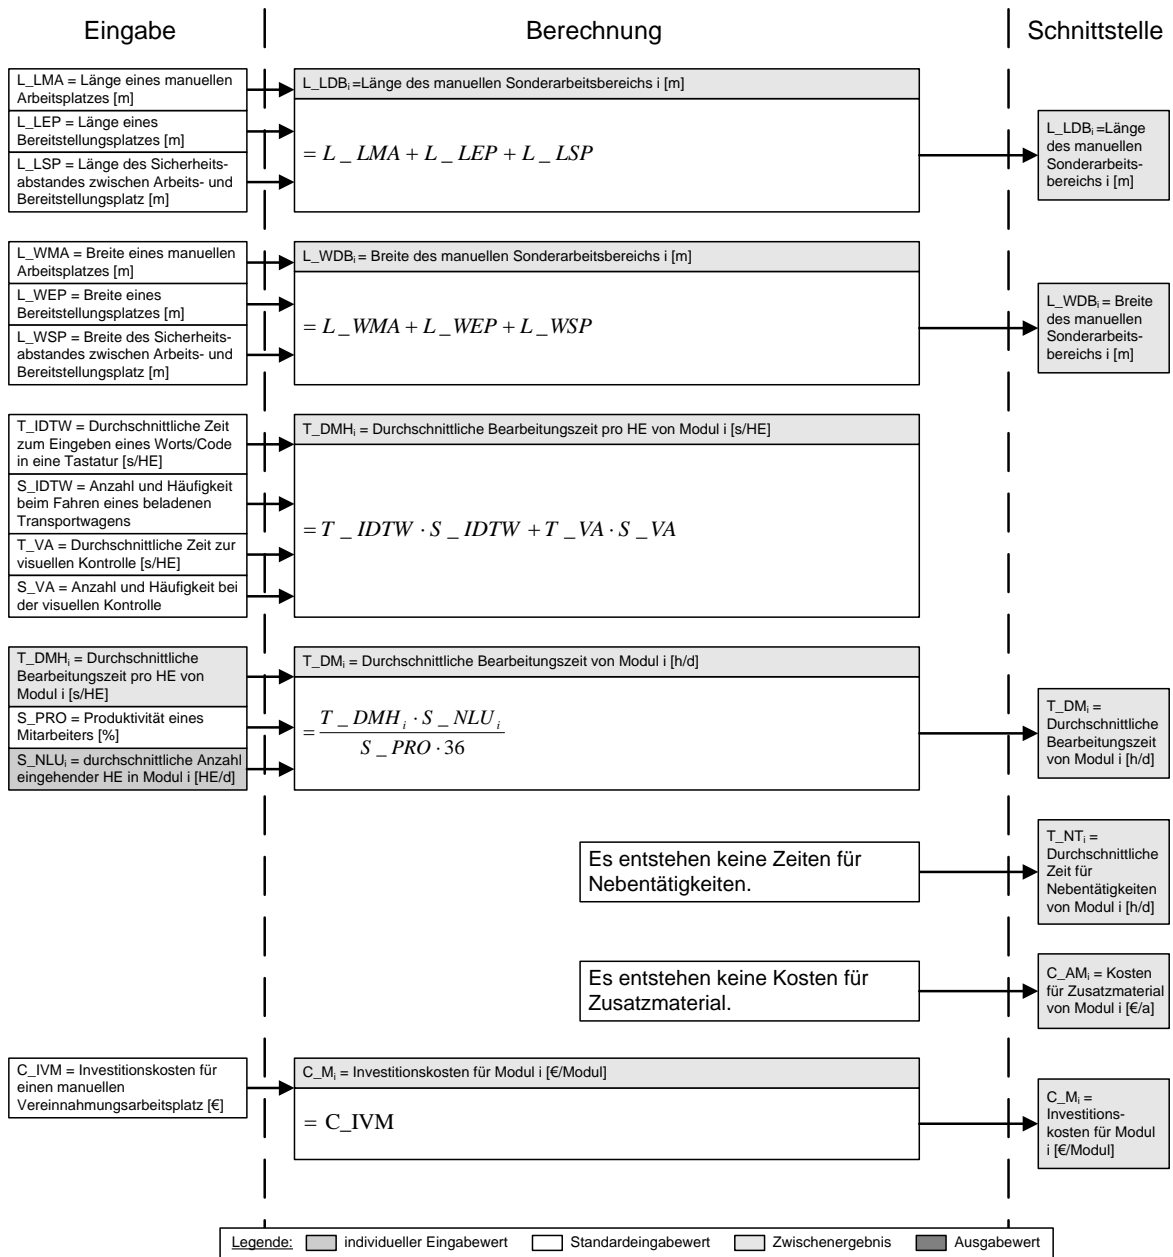 Eingabe
Berechnung
Schnittstelle
L_LMA = Länge eines manuellen
Arbeitsplatzes [m]
L_LEP = Länge eines
Bereitstellungsplatzes [m]
L_LSP = Länge des Sicherheits-
abstandes zwischen Arbeits- und
Bereitstellungsplatz [m]
L_LDBi =Länge des manuellen Sonderarbeitsbereichs i [m]
= L _ LMA + L _ LEP + L _ LSP
L_LDBi =Länge
des manuellen
Sonderarbeits-
bereichs i [m]
L_WMA = Breite eines manuellen
Arbeitsplatzes [m]
L_WEP = Breite eines
Bereitstellungsplatzes [m]
L_WSP = Breite des Sicherheits-
abstandes zwischen Arbeits- und
Bereitstellungsplatz [m]
L_WDBi = Breite des manuellen Sonderarbeitsbereichs i [m]
= L _ WMA + L _ WEP + L _ WSP
L_WDBi = Breite
des manuellen
Sonderarbeits-
bereichs i [m]
T_IDTW = Durchschnittliche Zeit
zum Eingeben eines Worts/Code
in eine Tastatur [s/HE]
S_IDTW = Anzahl und Häufigkeit
beim Fahren eines beladenen
Transportwagens
T_VA = Durchschnittliche Zeit zur
visuellen Kontrolle [s/HE]
S_VA = Anzahl und Häufigkeit bei
der visuellen Kontrolle
T_DMHi = Durchschnittliche Bearbeitungszeit pro HE von Modul i [s/HE]
= T _ IDTW · S _ IDTW + T _ VA · S _ VA
T_DMHi = Durchschnittliche
Bearbeitungszeit pro HE von
Modul i [s/HE]
S_PRO = Produktivität eines
Mitarbeiters [%]
S_NLUi = durchschnittliche Anzahl
eingehender HE in Modul i [HE/d]
T_DMi = Durchschnittliche Bearbeitungszeit von Modul i [h/d]
= T _ DMHi · S _ NLUi
S _ PRO · 36
T_DMi =
Durchschnittliche
Bearbeitungszeit
von Modul i [h/d]
Es entstehen keine Zeiten für
Nebentätigkeiten.
T_NTi =
Durchschnittliche
Zeit für
Nebentätigkeiten
von Modul i [h/d]
Es entstehen keine Kosten für
Zusatzmaterial.
C_AMi = Kosten
für Zusatzmaterial
von Modul i [€/a]
C_IVM = Investitionskosten für
einen manuellen
Vereinnahmungsarbeitsplatz [€]
C_Mi = Investitionskosten für Modul i [€/Modul]
= C_IVM
C_Mi =
Investitions-
kosten für Modul
i [€/Modul]
Legende: individueller Eingabewert Standardeingabewert Zwischenergebnis Ausgabewert